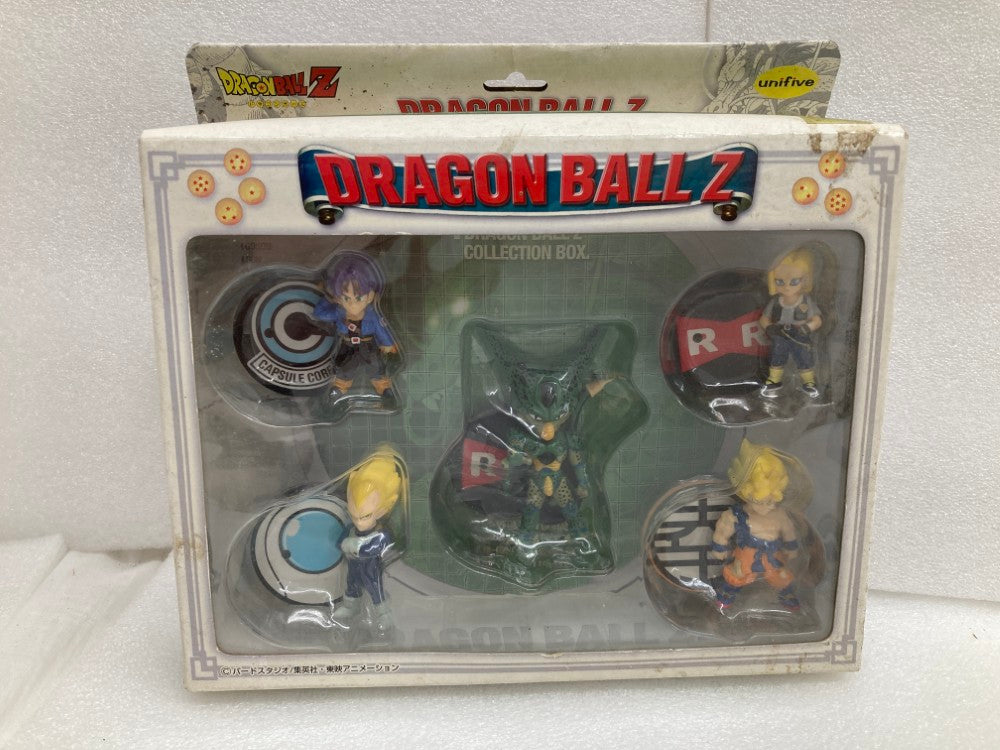 DRAGON BALL Z
unifive
DRAGON BALL Z
DRAGON BALL Z
DRAGON BALL Z
COLLECTION BOX.
C
CAPSULE CORP
R R
R
DRAGON BALL Z
©バードスタジオ/集英社・東映アニメーション